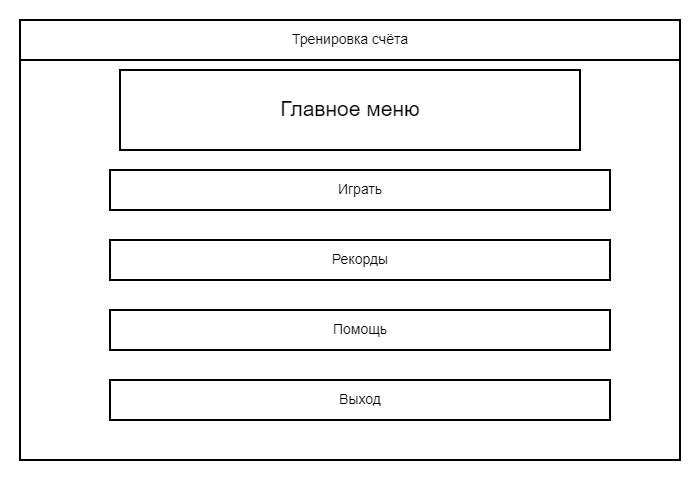 Тренировка счёта
Главное меню
Играть
Рекорды
Помощь
Выход